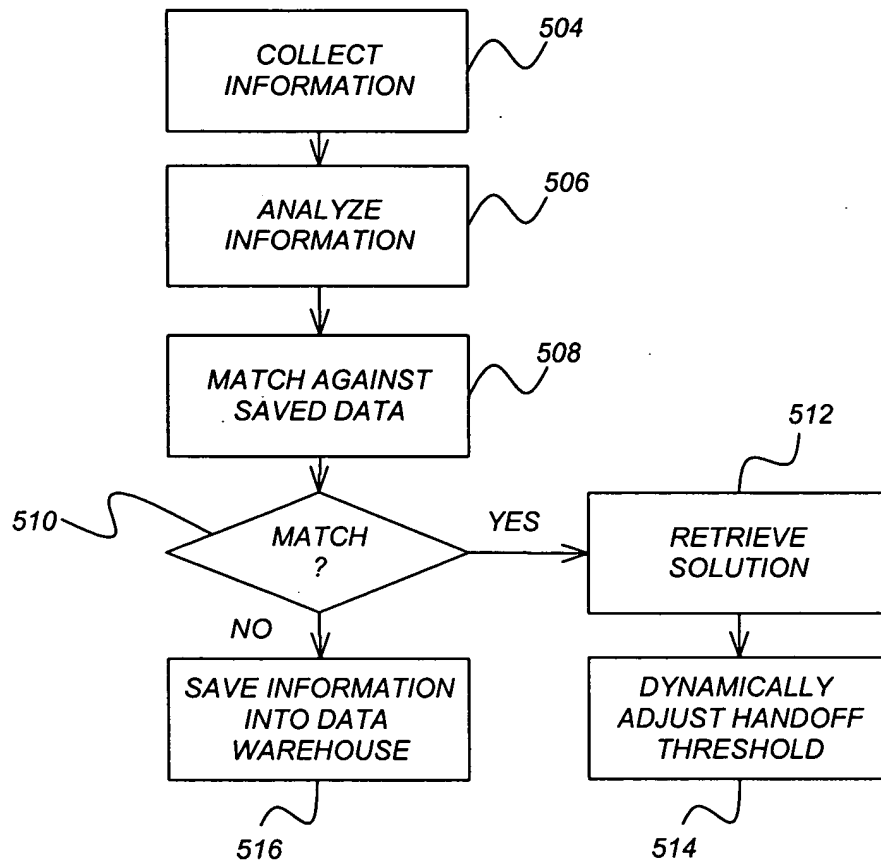 COLLECT
INFORMATION
504
ANALYZE
INFORMATION
506
MATCH AGAINST
SAVED DATA
508
510
MATCH
?
YES
NO
512
RETRIEVE
SOLUTION
SAVE INFORMATION
INTO DATA
WAREHOUSE
516
DYNAMICALLY
ADJUST HANDOFF
THRESHOLD
514